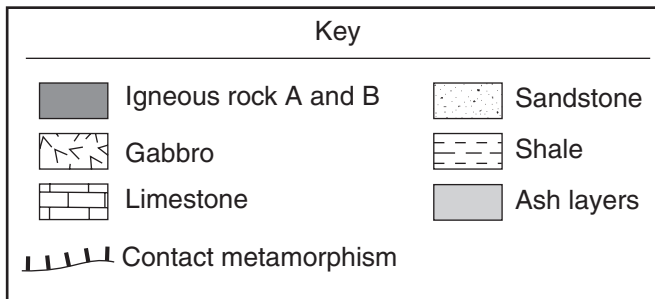 Key
Igneous rock A and B
Gabbro
Limestone
Contact metamorphism
Sandstone
Shale
Ash layers